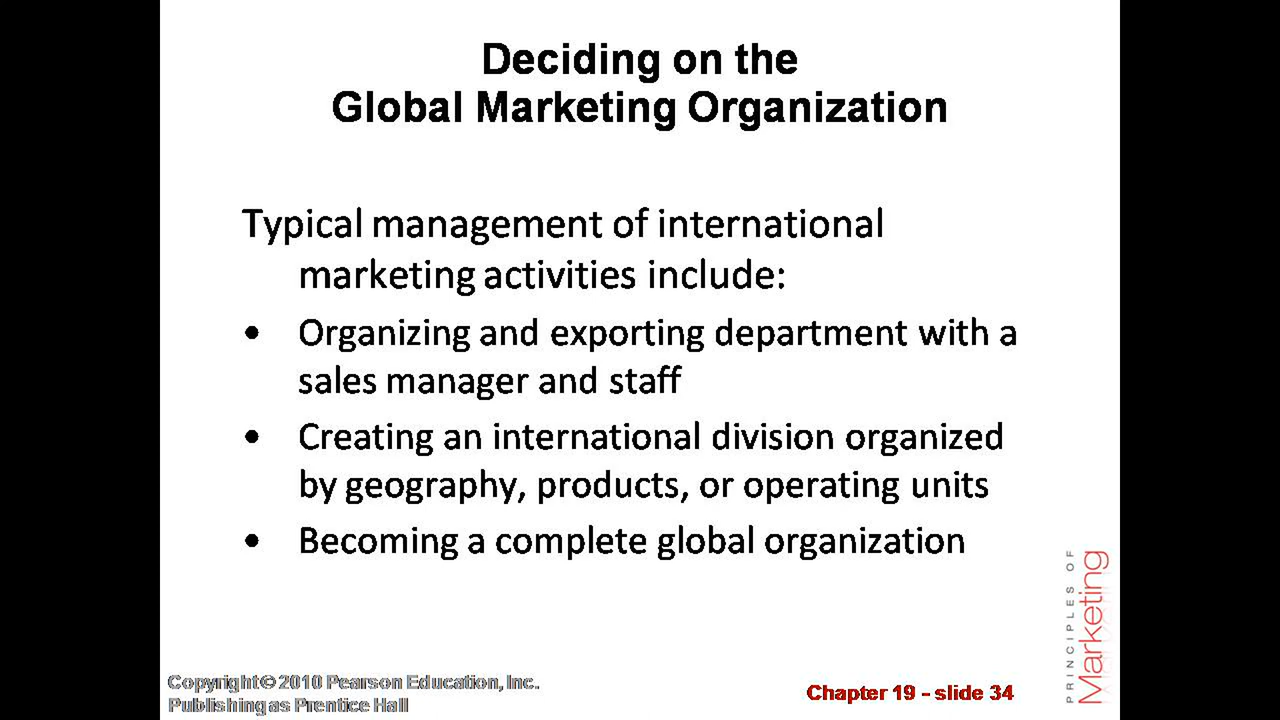 Deciding on the
Global Marketing Organization
Typical management of international
marketing activities include:
• Organizing and exporting department with a
sales manager and staff
• Creating an international division organized
by geography, products, or operating units
• Becoming a complete global organization
PRINCIPLES OF
Marketing
Copyright © 2010 Pearson Education, Inc.
Publishing as Prentice Hall
Chapter 19 - slide 34